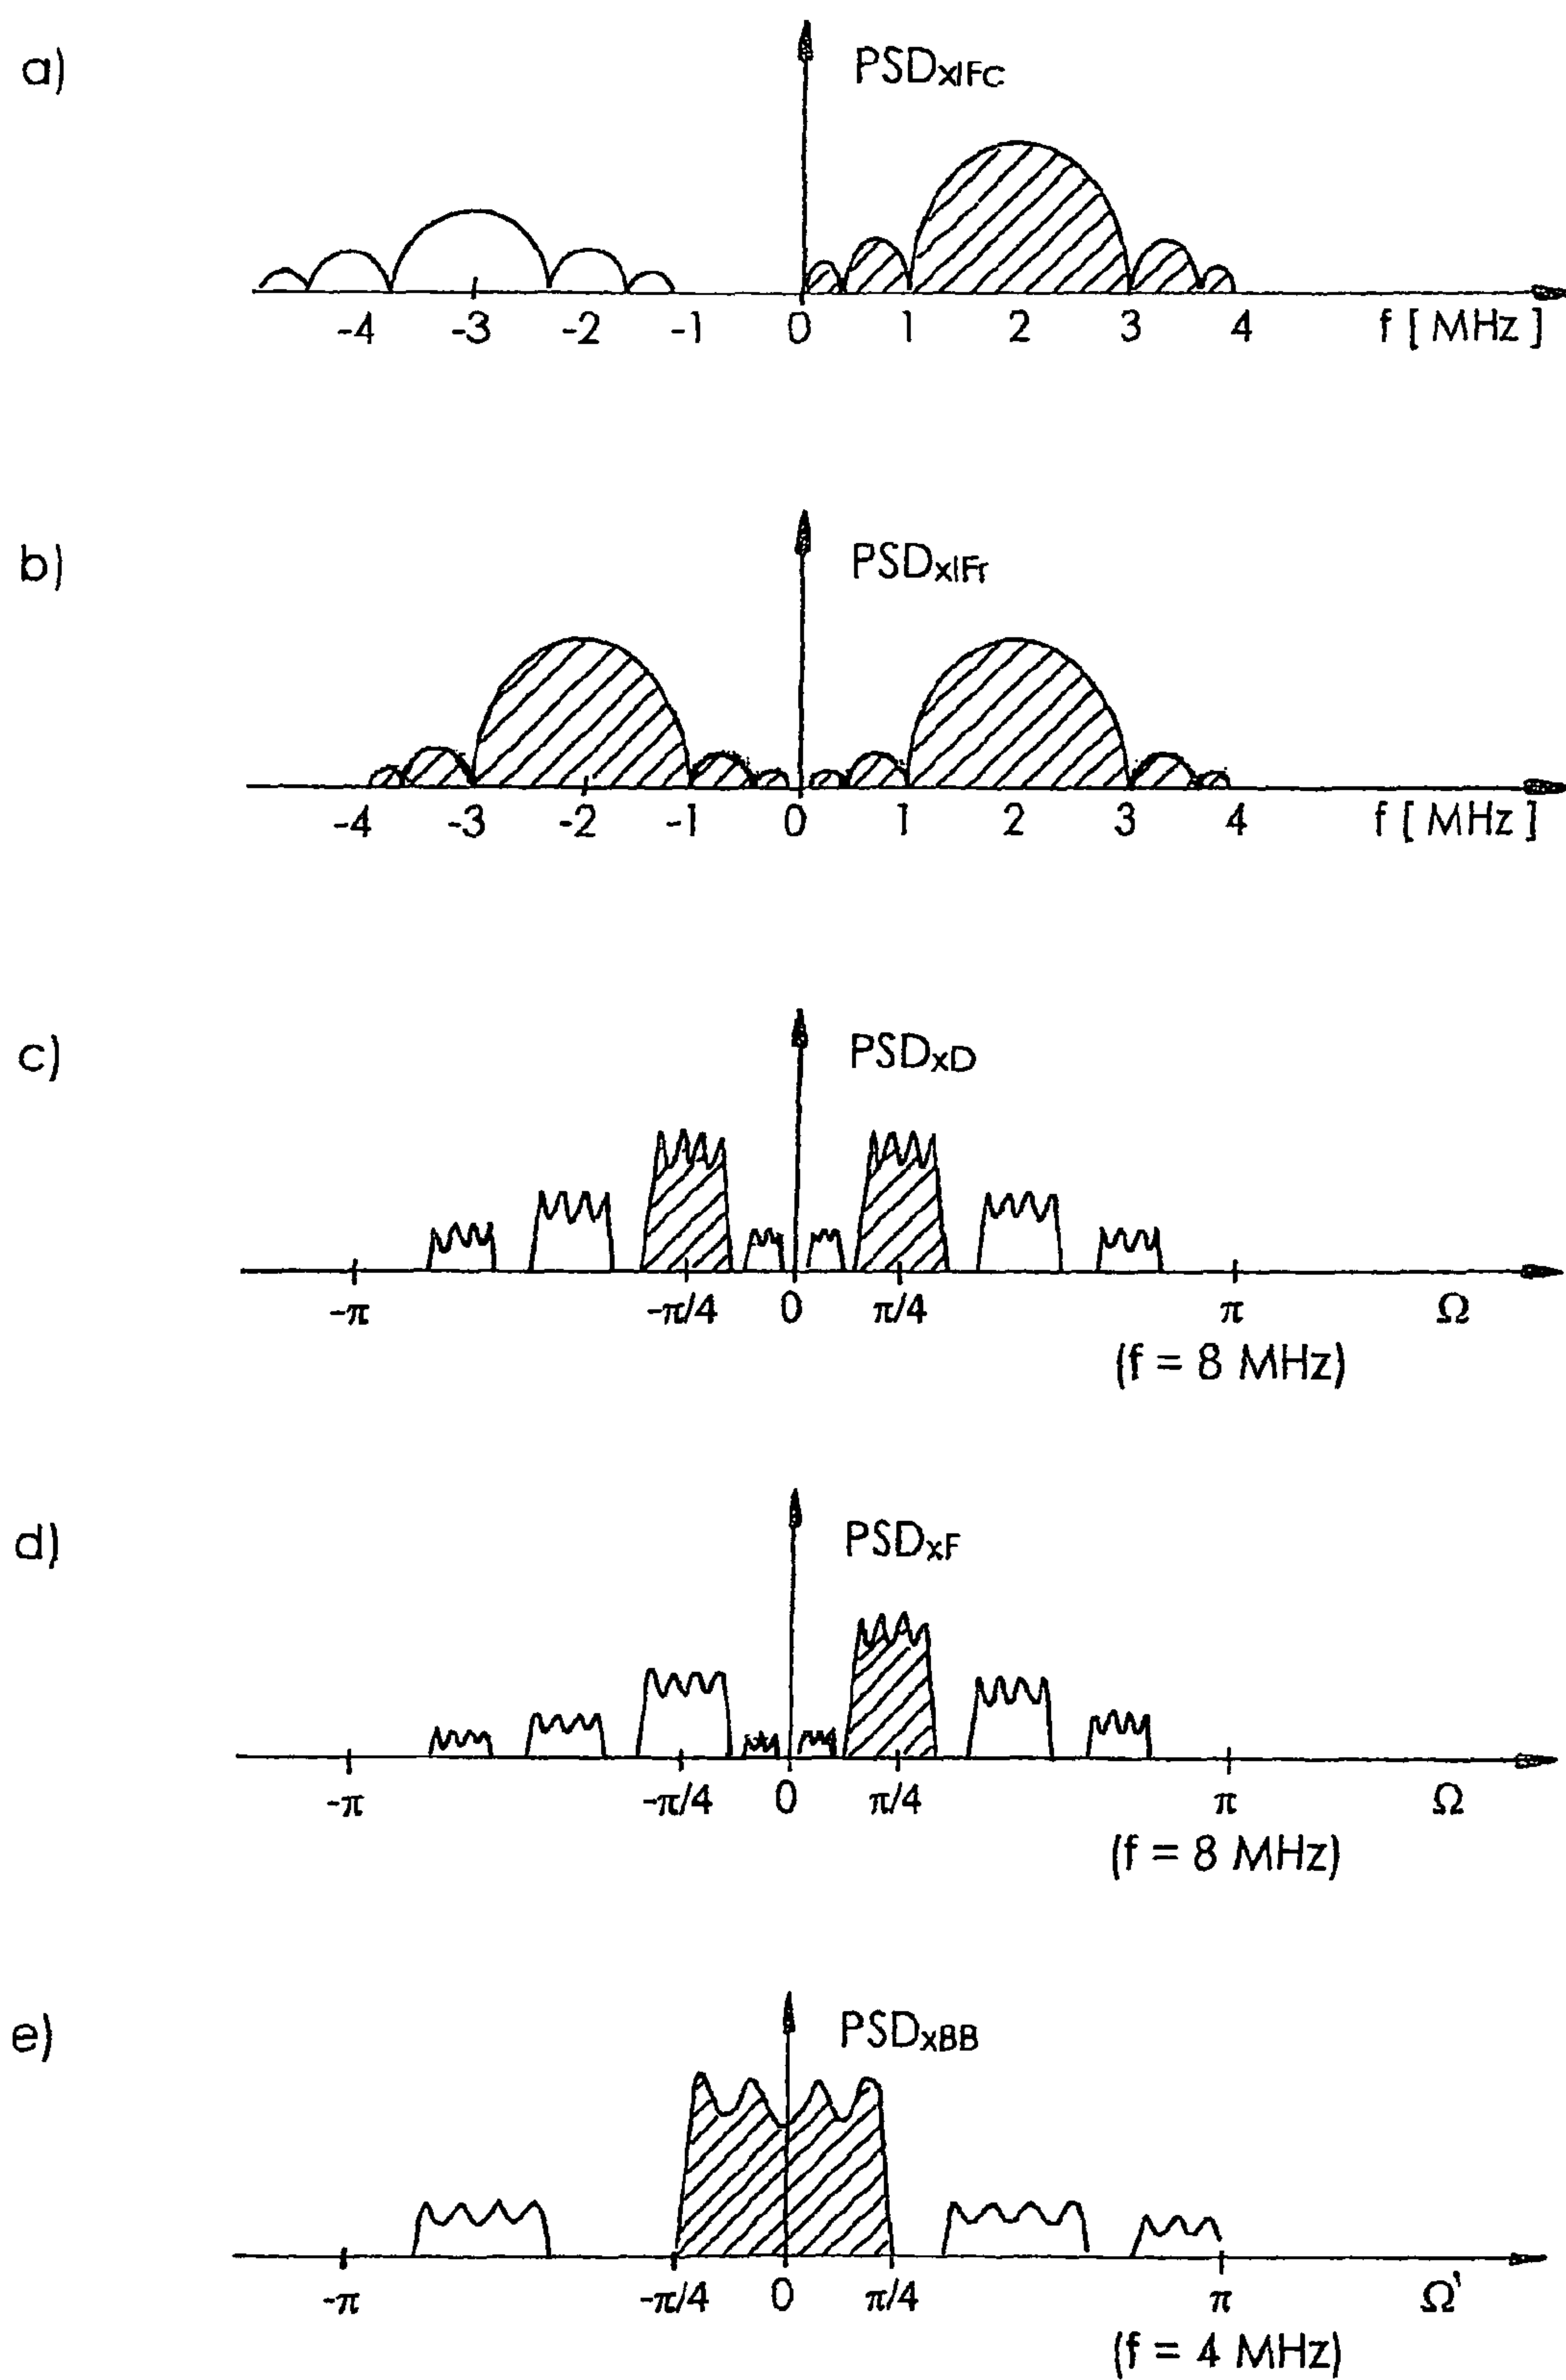 a)
PSDxIFC
-4 -3 -2 -1 0 1 2 3 4 f [ MHz ]
b)
PSDxIFr
-4 -3 -2 -1 0 1 2 3 4 f [ MHz ]
c)
PSDxD
-π -π/4 0 π/4 π Ω
(f = 8 MHz)
d)
PSDxF
-π -π/4 0 π/4 π Ω
(f = 8 MHz)
e)
PSDxBB
-π -π/4 0 π/4 π Ω'
(f = 4 MHz)